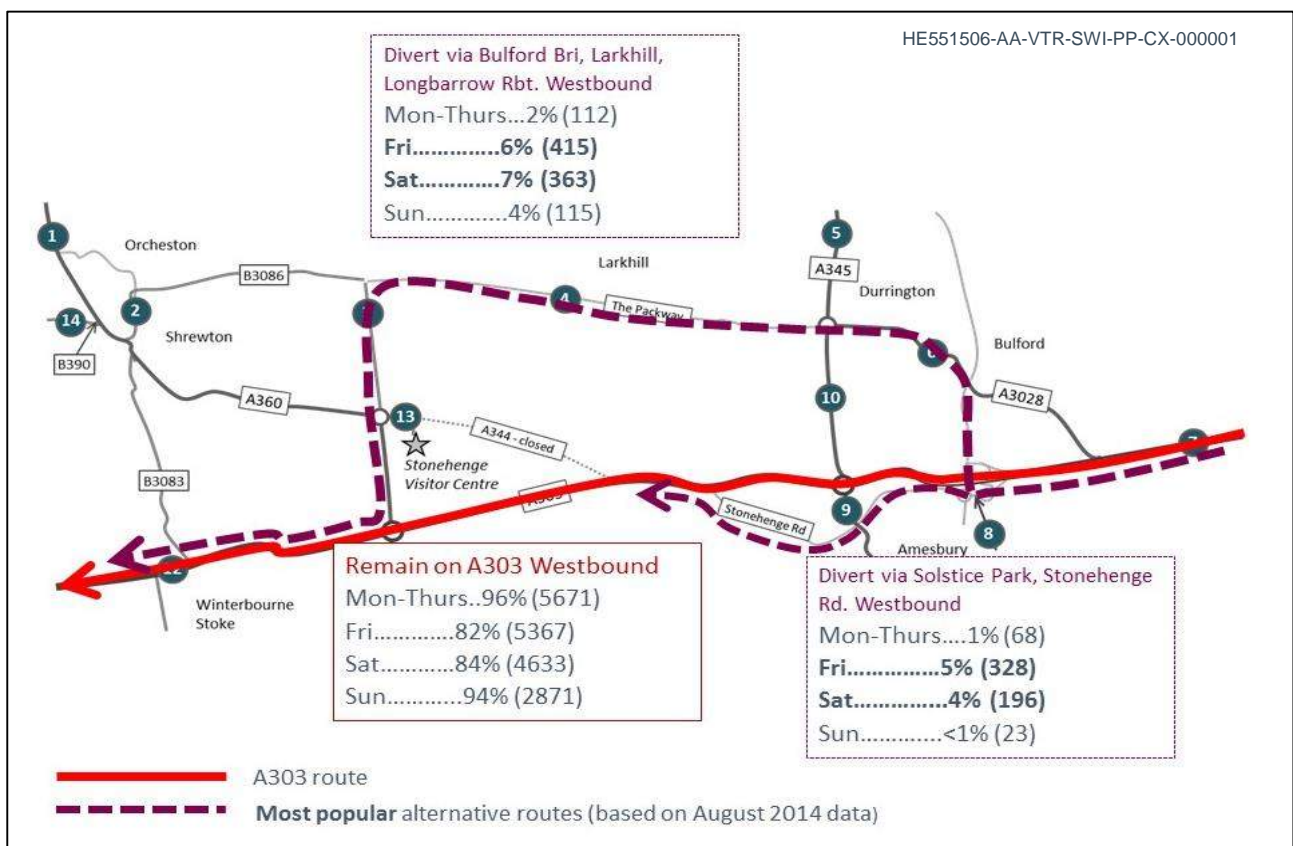 HE551506-AA-VTR-SWI-PP-CX-000001
Divert via Bulford Bri, Larkhill,
Longbarrow Rbt. Westbound
Mon-Thurs...2% (112)
Fri..............6% (415)
Sat.............7% (363)
Sun............4% (115)
1
Orcheston
B3086
Larkhill
5
A345
Durrington
14
2
Shrewton
4
The Packway
Bulford
B390
6
A360
13
10
A3028
A344 - closed
Stonehenge
Visitor Centre
7
B3083
9
Stonehenge Rd
8
Amesbury
12
Winterbourne
Stoke
Remain on A303 Westbound
Mon-Thurs..96% (5671)
Fri.............82% (5367)
Sat............84% (4633)
Sun............94% (2871)
Divert via Solstice Park, Stonehenge
Rd. Westbound
Mon-Thurs....1% (68)
Fri................5% (328)
Sat...............4% (196)
Sun............<1% (23)
A303 route
Most popular alternative routes (based on August 2014 data)